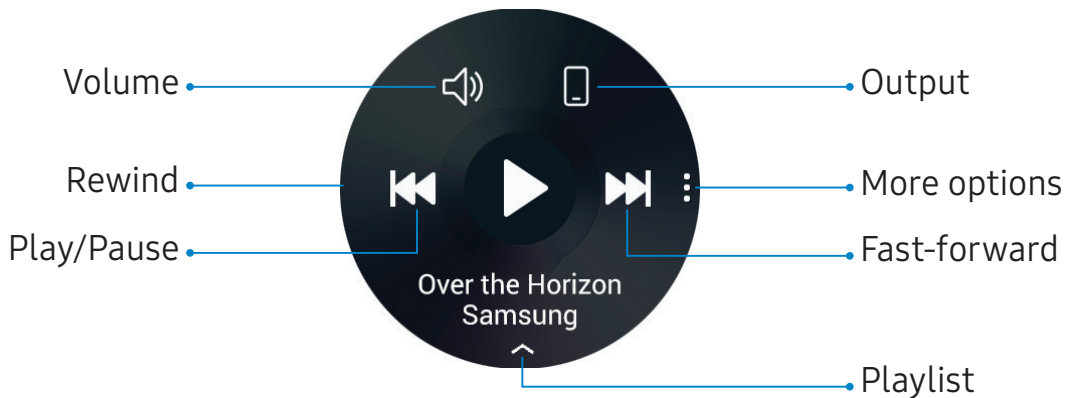 Volume
Output
Rewind
More options
Play/Pause
Fast-forward
Over the Horizon
Samsung
Playlist